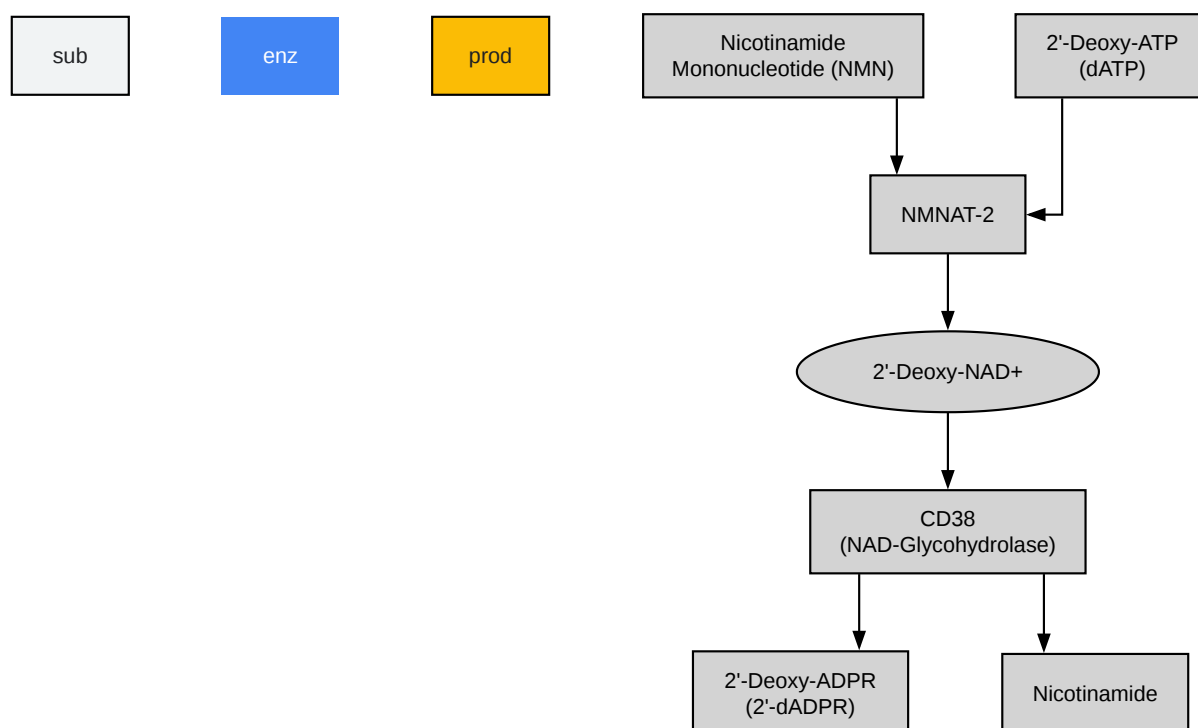 sub
enz
prod
Nicotinamide
Mononucleotide (NMN)
2'-Deoxy-ATP
(dATP)
NMNAT-2
2'-Deoxy-NAD+
CD38
(NAD-Glycohydrolase)
2'-Deoxy-ADPR
(2'-dADPR)
Nicotinamide